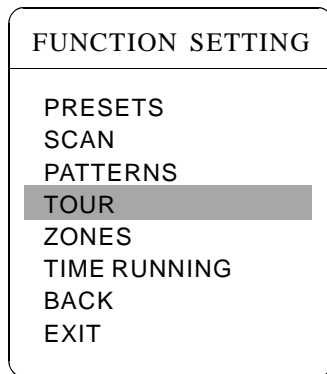 FUNCTION SETTING
PRESETS
SCAN
PATTERNS
TOUR
ZONES
TIME RUNNING
BACK
EXIT